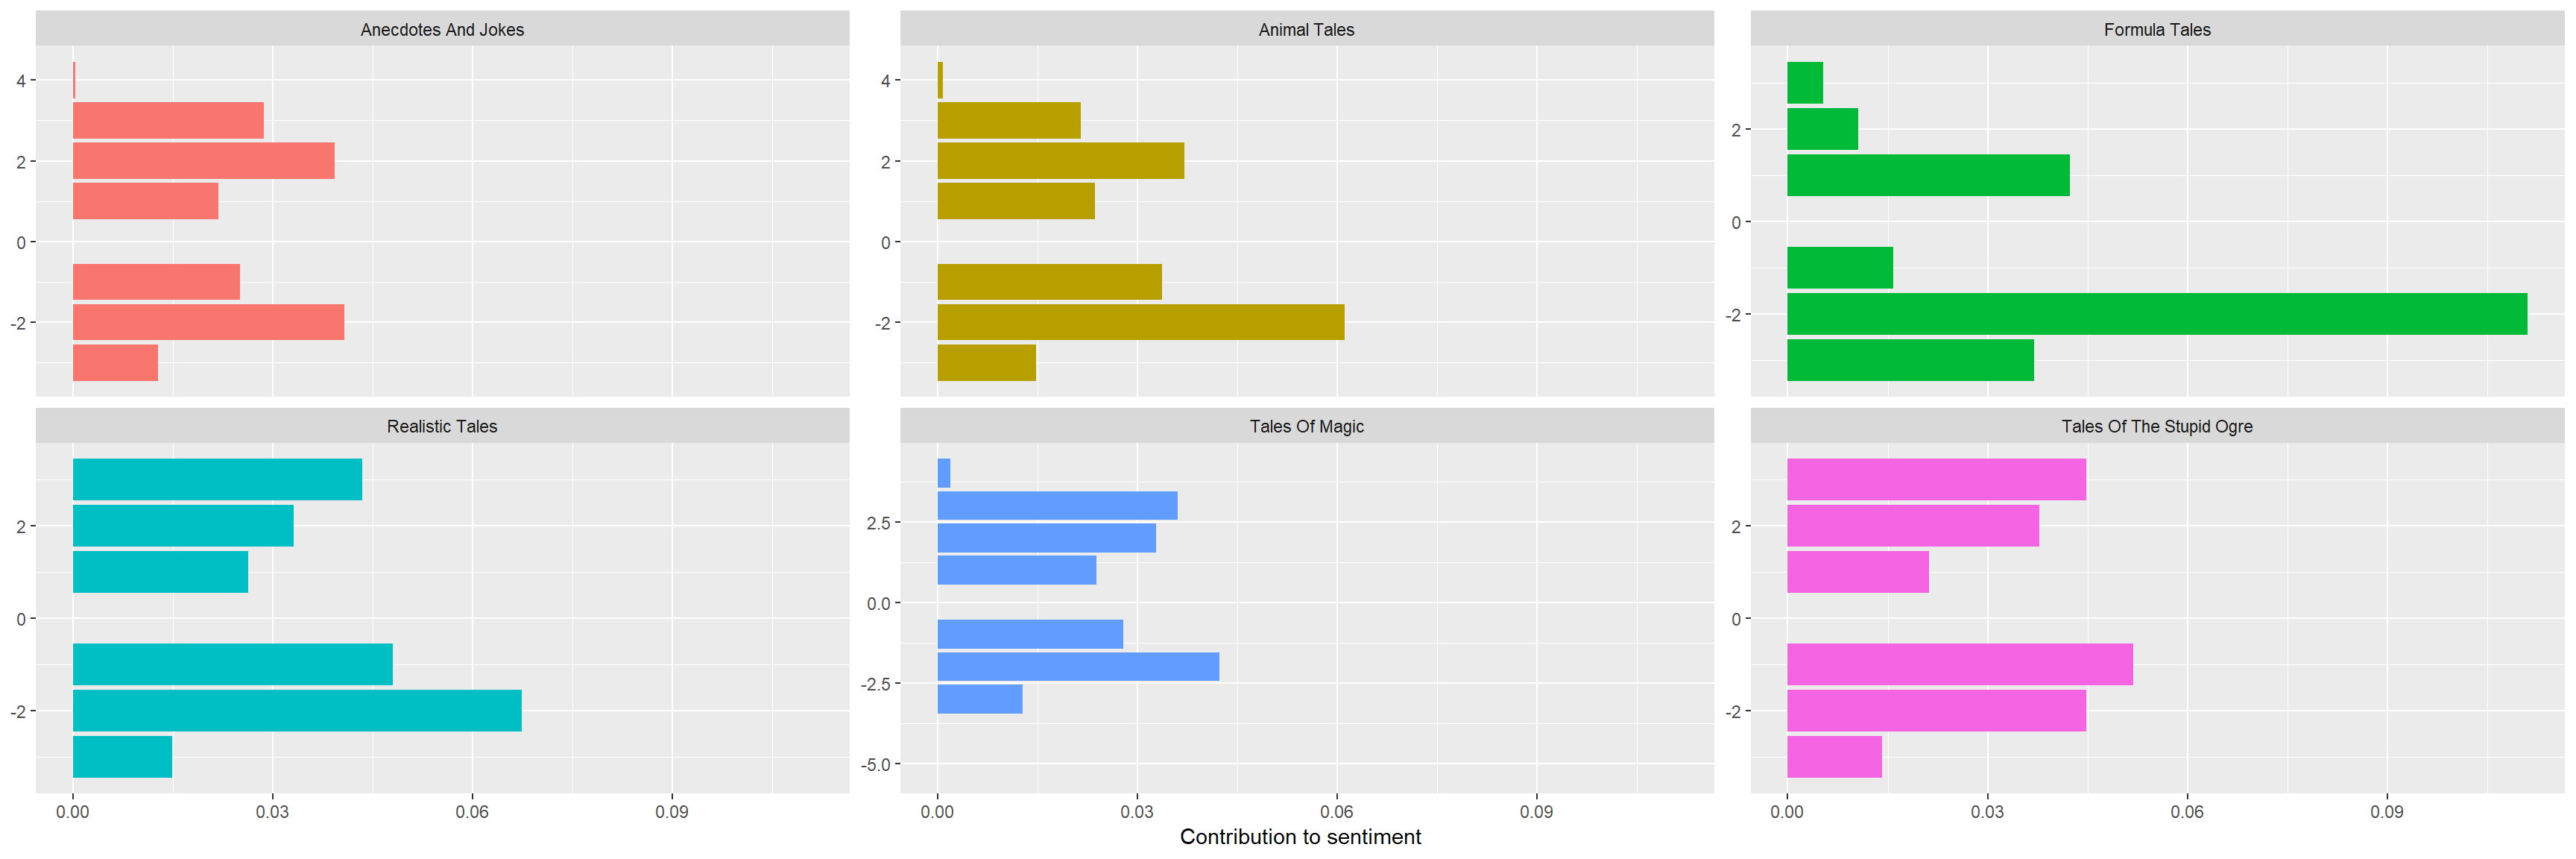 Anecdotes And Jokes
Animal Tales
Formula Tales
4
2
0
-2
4
2
0
-2
2
0
-2
Realistic Tales
Tales Of Magic
Tales Of The Stupid Ogre
2
0
-2
2.5
0.0
-2.5
-5.0
2
0
-2
0.00 0.03 0.06 0.09
0.00 0.03 0.06 0.09
0.00 0.03 0.06 0.09
Contribution to sentiment